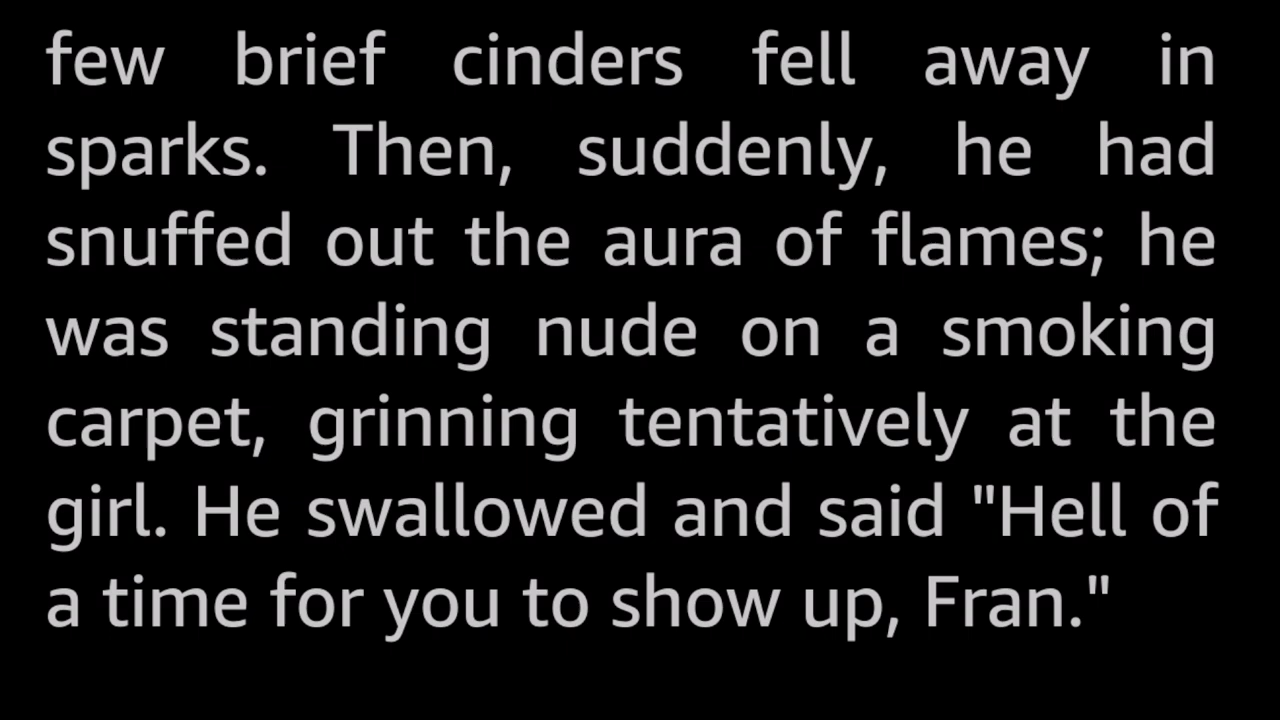 few brief cinders fell away in
sparks. Then, suddenly, he had
snuffed out the aura of flames; he
was standing nude on a smoking
carpet, grinning tentatively at the
girl. He swallowed and said "Hell of
a time for you to show up, Fran."